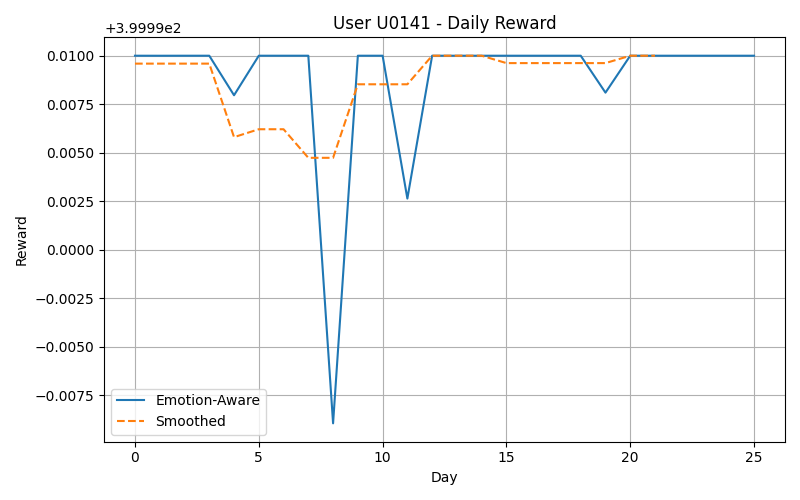 User U0141 - Daily Reward
+3.9999e2
0.0100
0.0075
0.0050
0.0025
0.0000
−0.0025
−0.0050
−0.0075
Reward
Emotion-Aware
Smoothed
0 5 10 15 20 25
Day